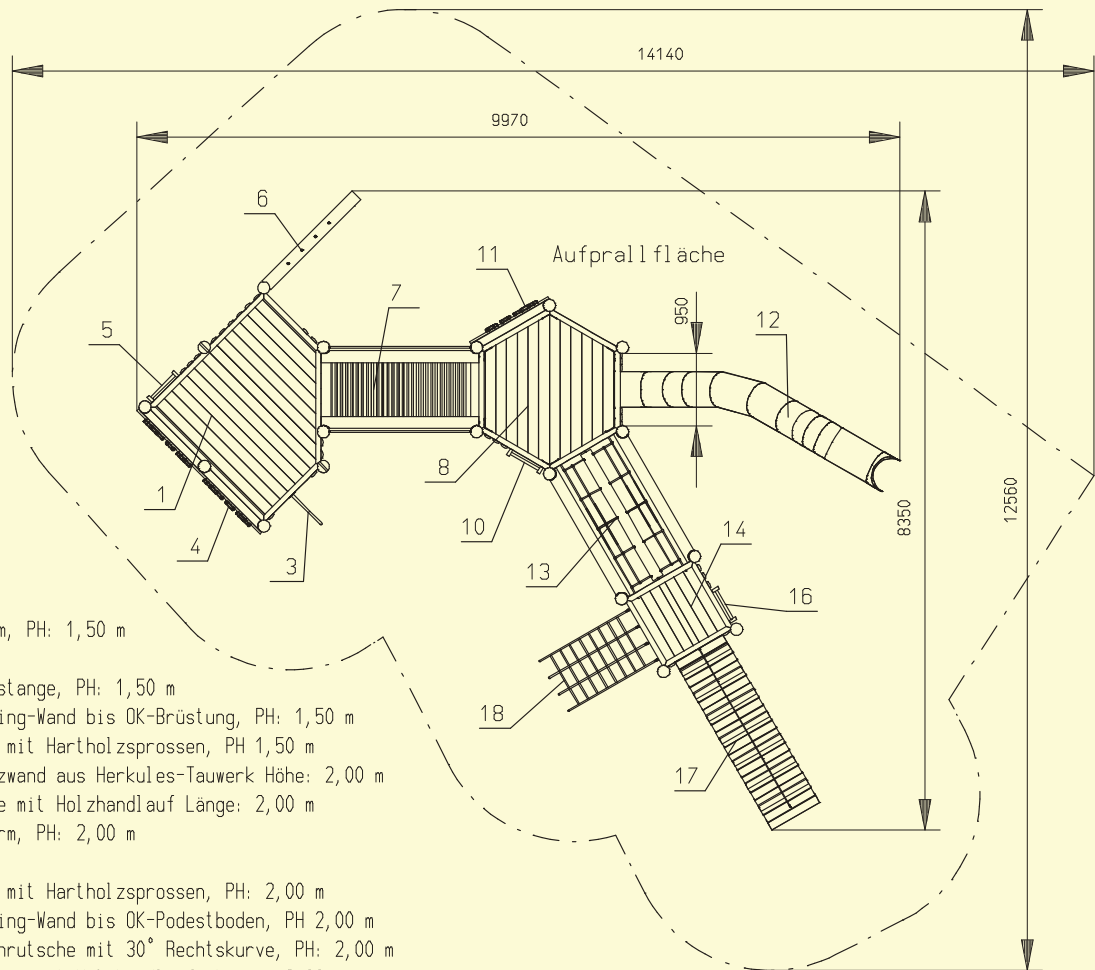 14140
9970
6
Aufprallfläche
11
7
950
12
5
8
1
10
4
3
13
14
16
8350
12560
18
17
m, PH: 1,50 m
stange, PH: 1,50 m
ing-Wand bis OK-Brüstung, PH: 1,50 m
mit Hartholzsprossen, PH 1,50 m
zwand aus Herkules-Tauwerk Höhe: 2,00 m
e mit Holzhandlauf Länge: 2,00 m
rm, PH: 2,00 m
mit Hartholzsprossen, PH: 2,00 m
ing-Wand bis OK-Podestboden, PH 2,00 m
nrutsche mit 30° Rechtskurve, PH: 2,00 m